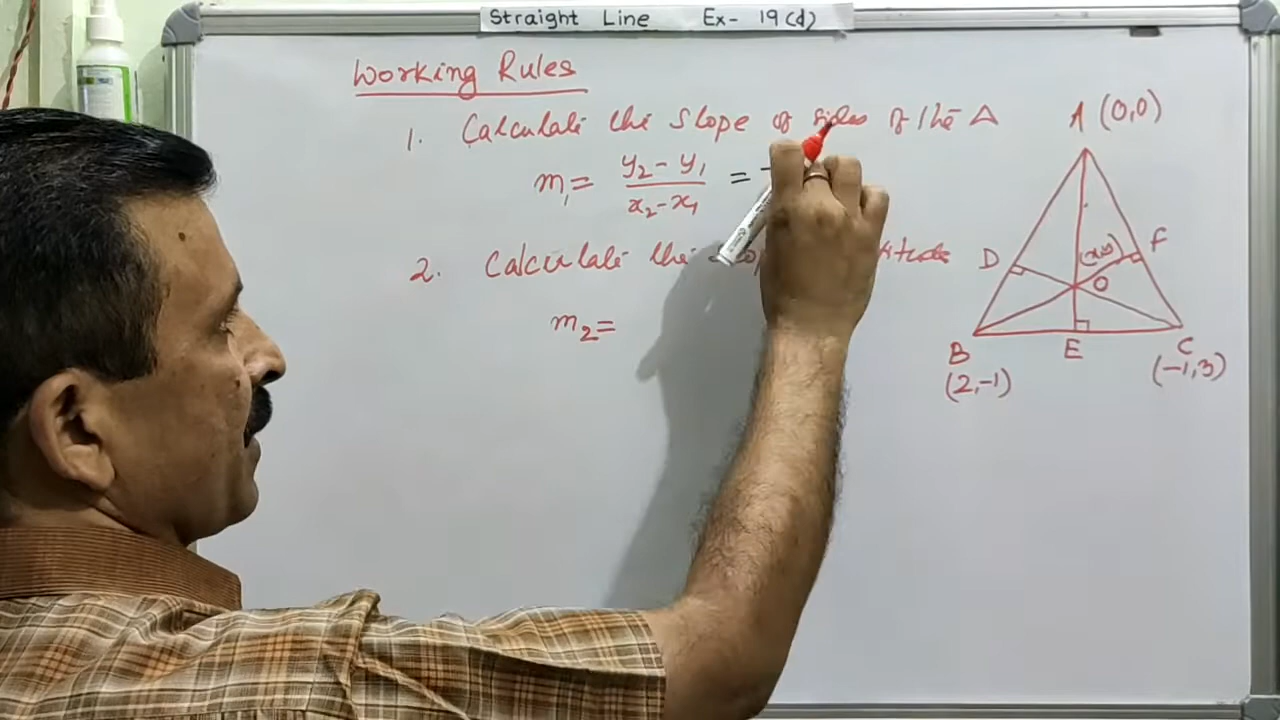 Straight Line Ex- 19(d)
Working Rules
1. Calculate the Slope of sides of the Δ
m₁ = y₂ - y₁ / x₂ - x₁ =
2. Calculate the
m₂ =
A (0,0)
D
F
(x,y)
O
B
E
C
(2,-1)
(-1,3)